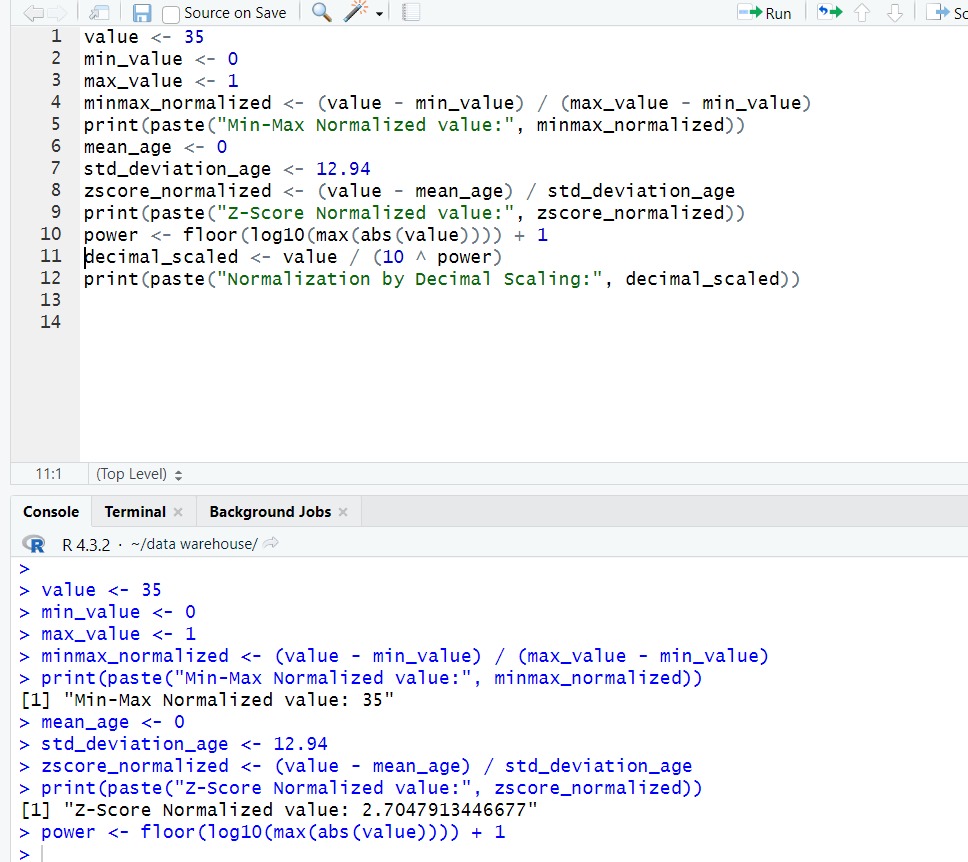 Source on Save
Run
Sc
1 value <- 35
2 min_value <- 0
3 max_value <- 1
4 minmax_normalized <- (value - min_value) / (max_value - min_value)
5 print(paste("Min-Max Normalized value:", minmax_normalized))
6 mean_age <- 0
7 std_deviation_age <- 12.94
8 zscore_normalized <- (value - mean_age) / std_deviation_age
9 print(paste("Z-Score Normalized value:", zscore_normalized))
10 power <- floor(log10(max(abs(value)))) + 1
11 decimal_scaled <- value / (10 ^ power)
12 print(paste("Normalization by Decimal Scaling:", decimal_scaled))
13
14
11:1 (Top Level)
Console Terminal Background Jobs
R R 4.3.2 · ~/data warehouse/
>
> value <- 35
> min_value <- 0
> max_value <- 1
> minmax_normalized <- (value - min_value) / (max_value - min_value)
> print(paste("Min-Max Normalized value:", minmax_normalized))
[1] "Min-Max Normalized value: 35"
> mean_age <- 0
> std_deviation_age <- 12.94
> zscore_normalized <- (value - mean_age) / std_deviation_age
> print(paste("Z-Score Normalized value:", zscore_normalized))
[1] "Z-Score Normalized value: 2.7047913446677"
> power <- floor(log10(max(abs(value)))) + 1
>